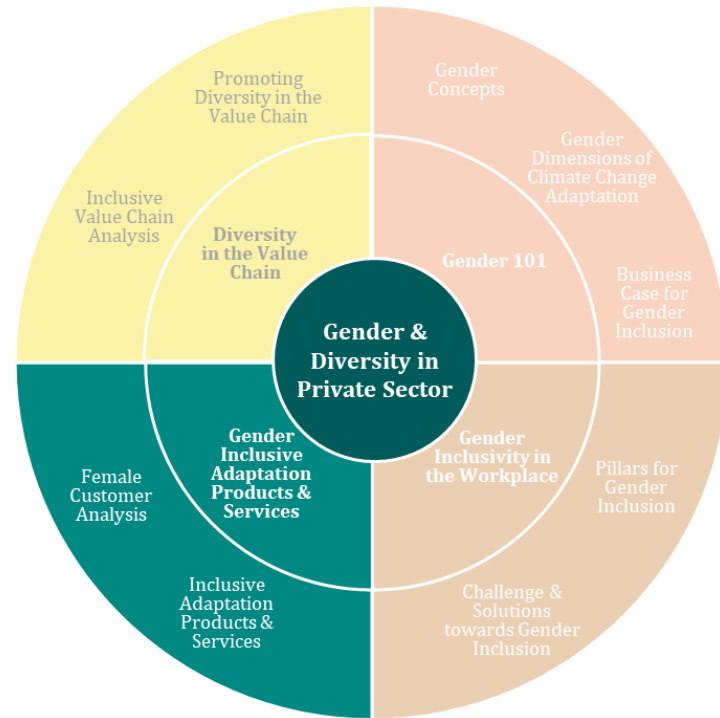 Gender &
Diversity in
Private Sector
Gender 101
Gender
Concepts
Gender
Dimensions of
Climate Change
Adaptation
Business
Case for
Gender
Inclusion
Gender
Inclusivity in
the Workplace
Pillars for
Gender
Inclusion
Challenge &
Solutions
towards Gender
Inclusion
Gender
Inclusive
Adaptation
Products &
Services
Inclusive
Adaptation
Products &
Services
Female
Customer
Analysis
Diversity
in the Value
Chain
Inclusive
Value Chain
Analysis
Promoting
Diversity in the
Value Chain